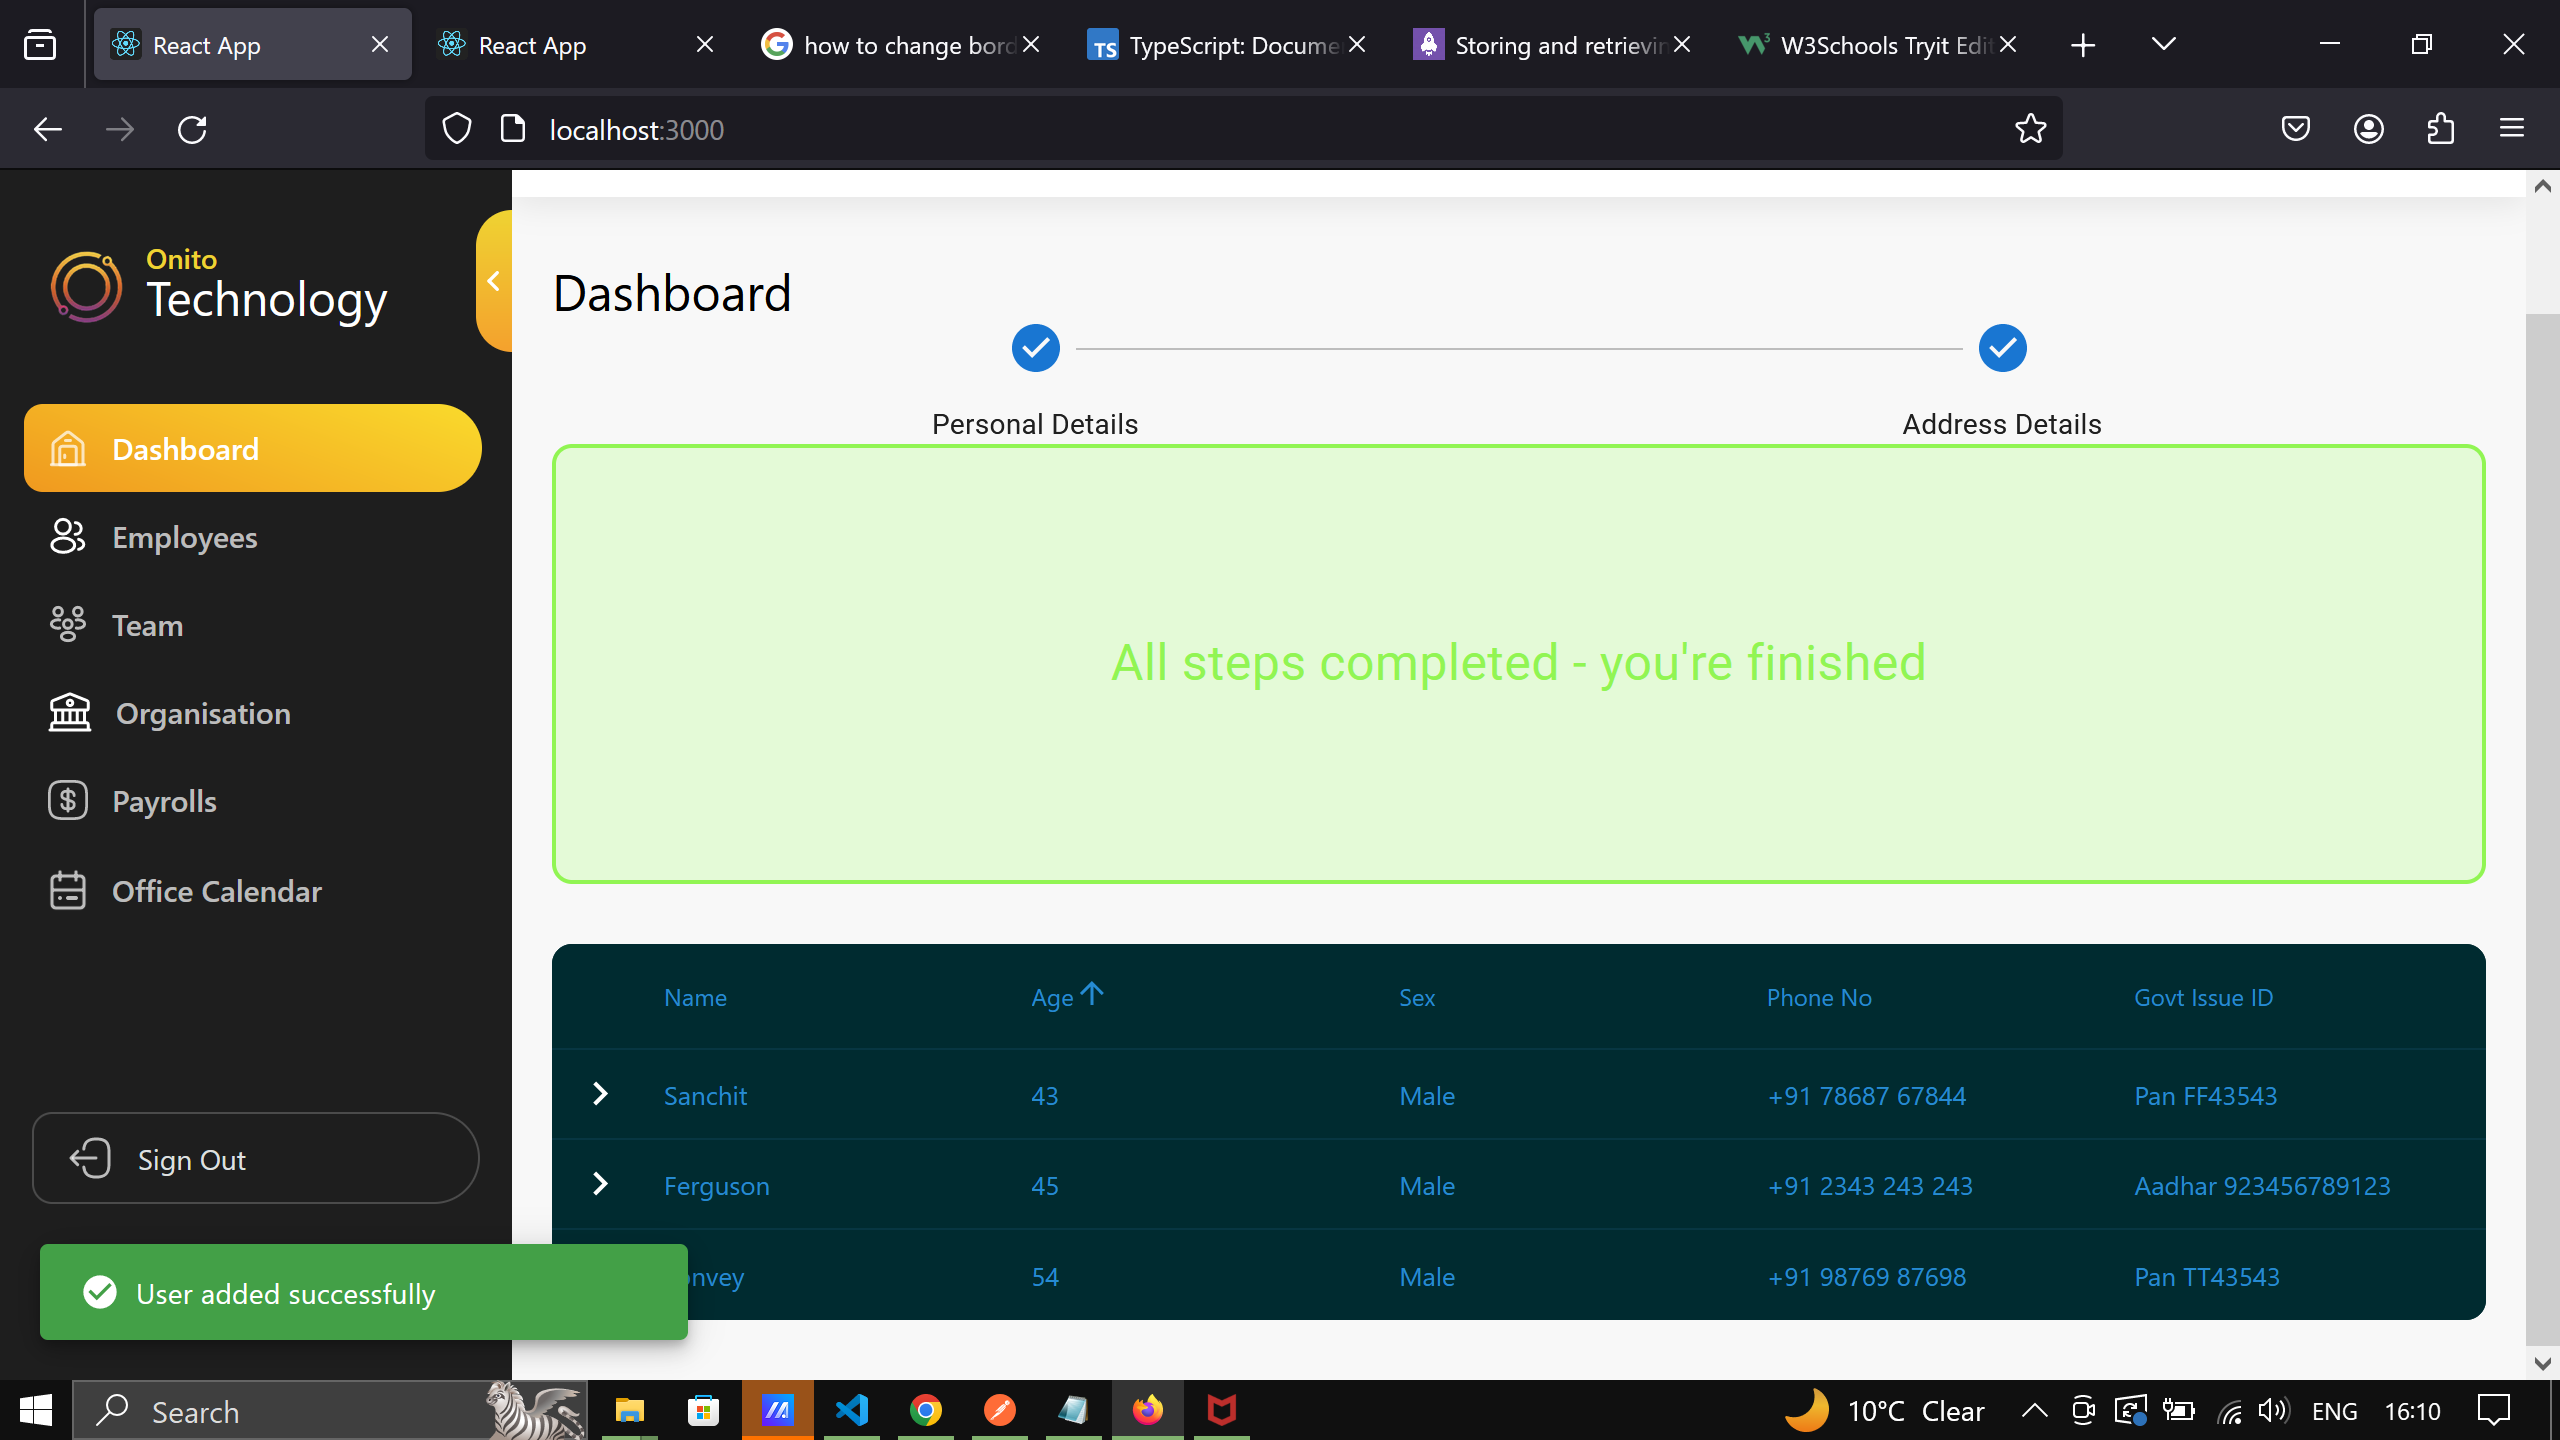 React App
React App
how to change bord
TypeScript: Docume
Storing and retrievin
W3Schools Tryit Edit
localhost:3000
Onito
Technology
Dashboard
Employees
Team
Organisation
Payrolls
Office Calendar
Sign Out
User added successfully
Dashboard
Personal Details
Address Details
All steps completed - you're finished
Name Age Sex Phone No Govt Issue ID
Sanchit 43 Male +91 78687 67844 Pan FF43543
Ferguson 45 Male +91 2343 243 243 Aadhar 923456789123
onvey 54 Male +91 98769 87698 Pan TT43543
Search
10°C Clear
ENG
16:10